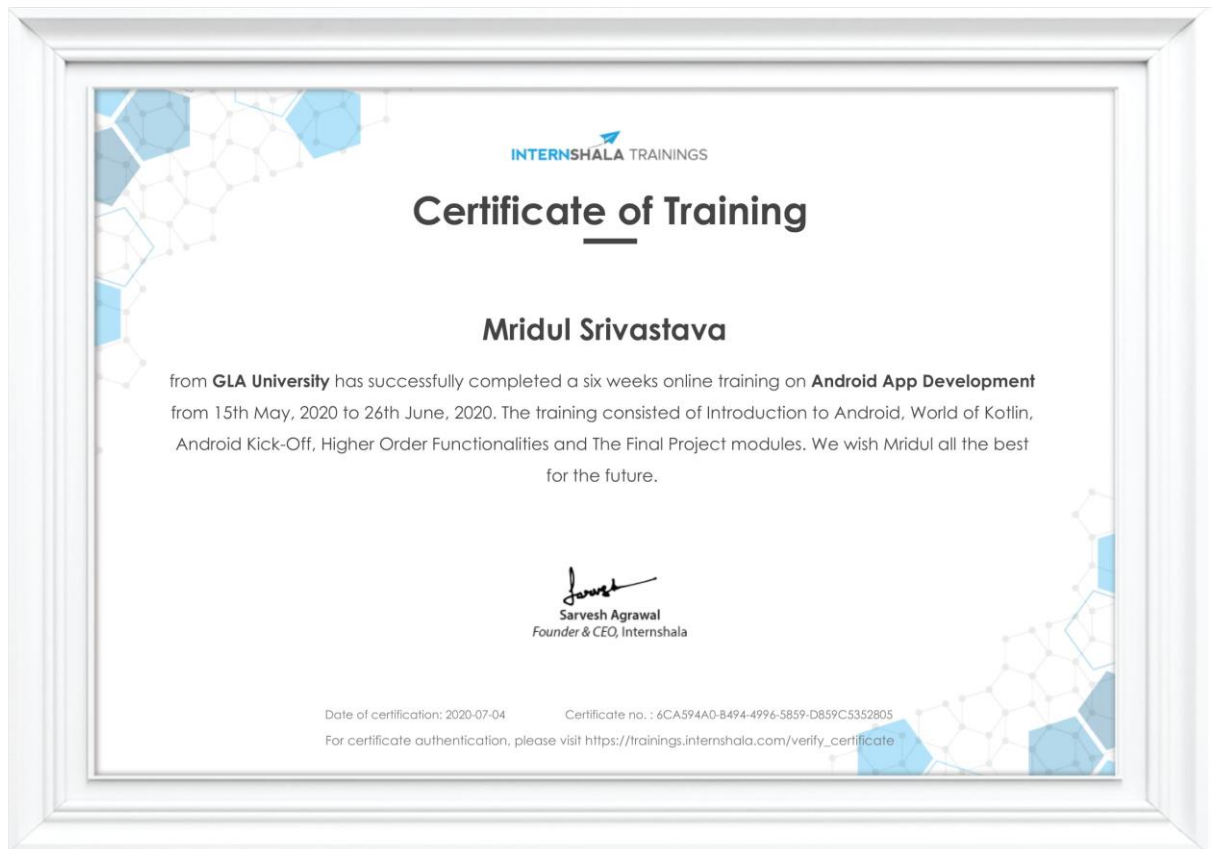 INTERNSHALA TRAININGS
Certificate of Training
Mridul Srivastava
from GLA University has successfully completed a six weeks online training on Android App Development
from 15th May, 2020 to 26th June, 2020. The training consisted of Introduction to Android, World of Kotlin,
Android Kick-Off, Higher Order Functionalities and The Final Project modules. We wish Mridul all the best
for the future.
Sarvesh
Sarvesh Agrawal
Founder & CEO, Internshala
Date of certification: 2020-07-04 Certificate no. : 6CA594A0-B494-4996-5859-D859C5352805
For certificate authentication, please visit https://trainings.internshala.com/verify_certificate